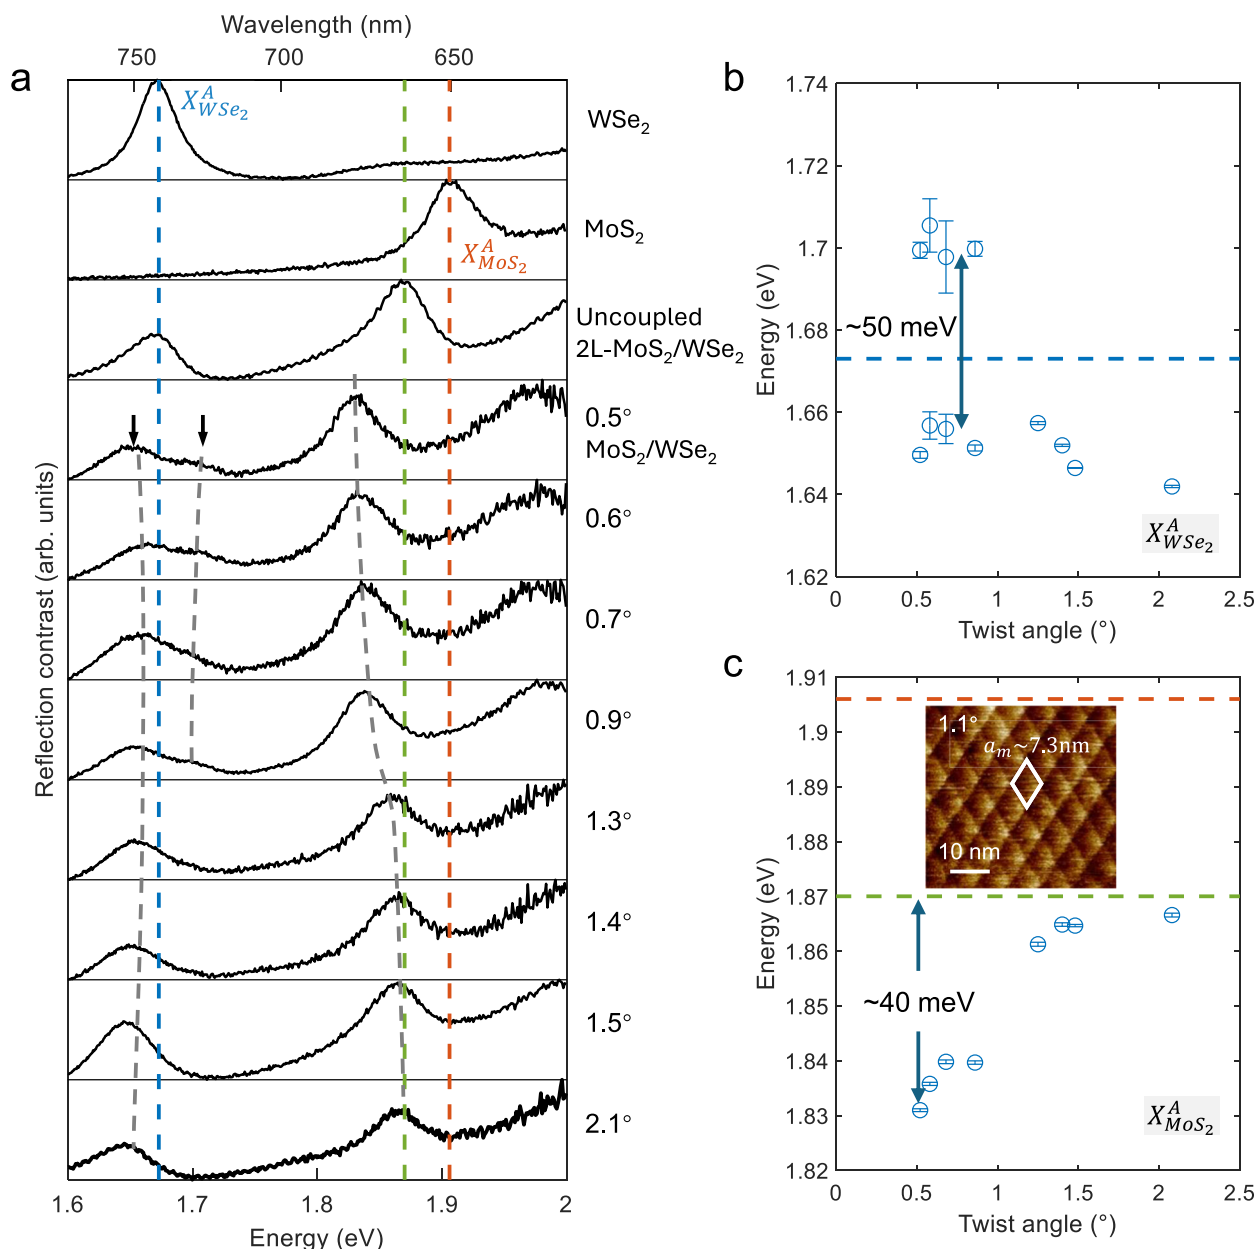 a
Wavelength (nm)
750 700 650
X^A_WSe₂
WSe₂
X^A_MoS₂
MoS₂
Uncoupled
2L-MoS₂/WSe₂
0.5°
MoS₂/WSe₂
0.6°
0.7°
0.9°
1.3°
1.4°
1.5°
2.1°
Reflection contrast (arb. units)
1.6 1.7 1.8 1.9 2
Energy (eV)
b
1.74
1.72
1.7
1.68
1.66
1.64
1.62
Energy (eV)
~50 meV
X^A_WSe₂
0 0.5 1 1.5 2 2.5
Twist angle (°)
c
1.91
1.9
1.89
1.88
1.87
1.86
1.85
1.84
1.83
1.82
Energy (eV)
1.1°
a_m~7.3nm
10 nm
~40 meV
X^A_MoS₂
0 0.5 1 1.5 2 2.5
Twist angle (°)